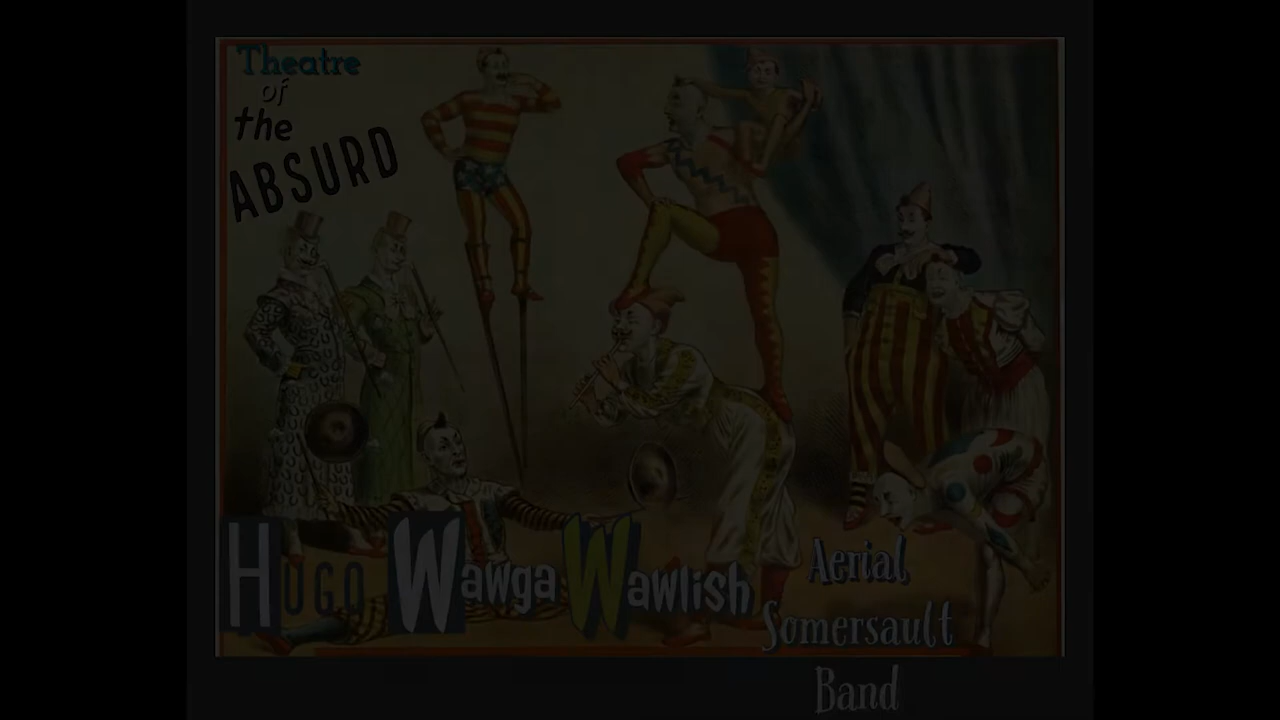 Theatre
of
the
ABSURD
HUGO Wawga Wawlish
Aerial
Somersault
Band